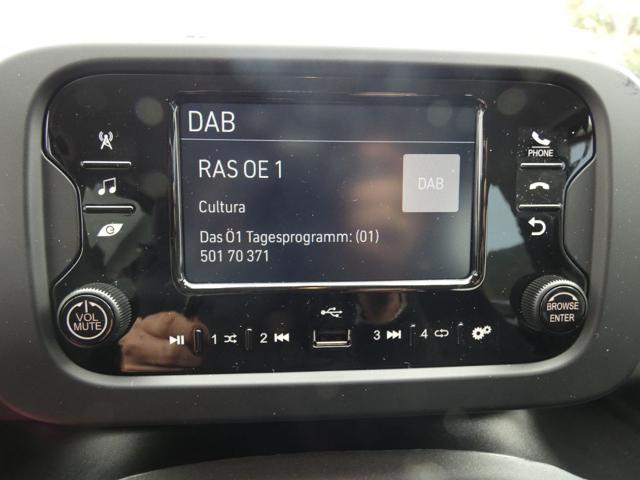 DAB
RAS OE 1
DAB
Cultura
Das Ö1 Tagesprogramm: (01)
501 70 371
PHONE
VOL
MUTE
BROWSE
ENTER
1
2
3
4